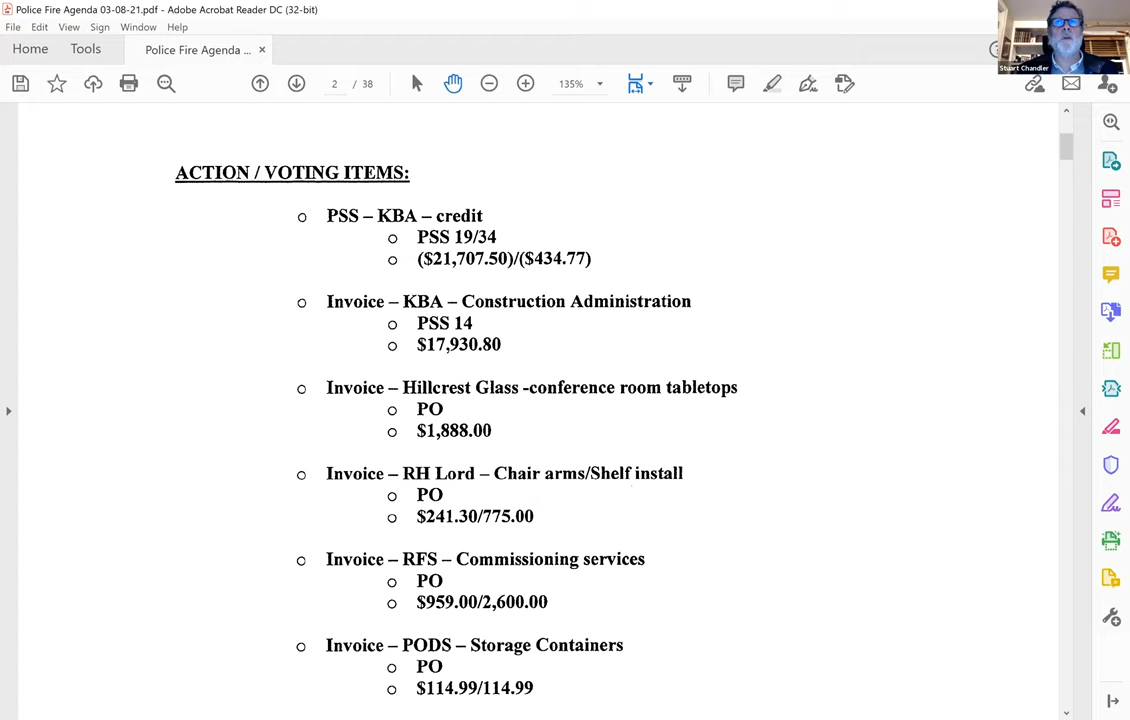 Police Fire Agenda 03-08-21.pdf - Adobe Acrobat Reader DC (32-bit)
File Edit View Sign Window Help
Home Tools Police Fire Agenda ... ×
2 / 38 135%
Stuart Chandler
ACTION / VOTING ITEMS:
PSS – KBA – credit
PSS 19/34
($21,707.50)/($434.77)
Invoice – KBA – Construction Administration
PSS 14
$17,930.80
Invoice – Hillcrest Glass -conference room tabletops
PO
$1,888.00
Invoice – RH Lord – Chair arms/Shelf install
PO
$241.30/775.00
Invoice – RFS – Commissioning services
PO
$959.00/2,600.00
Invoice – PODS – Storage Containers
PO
$114.99/114.99